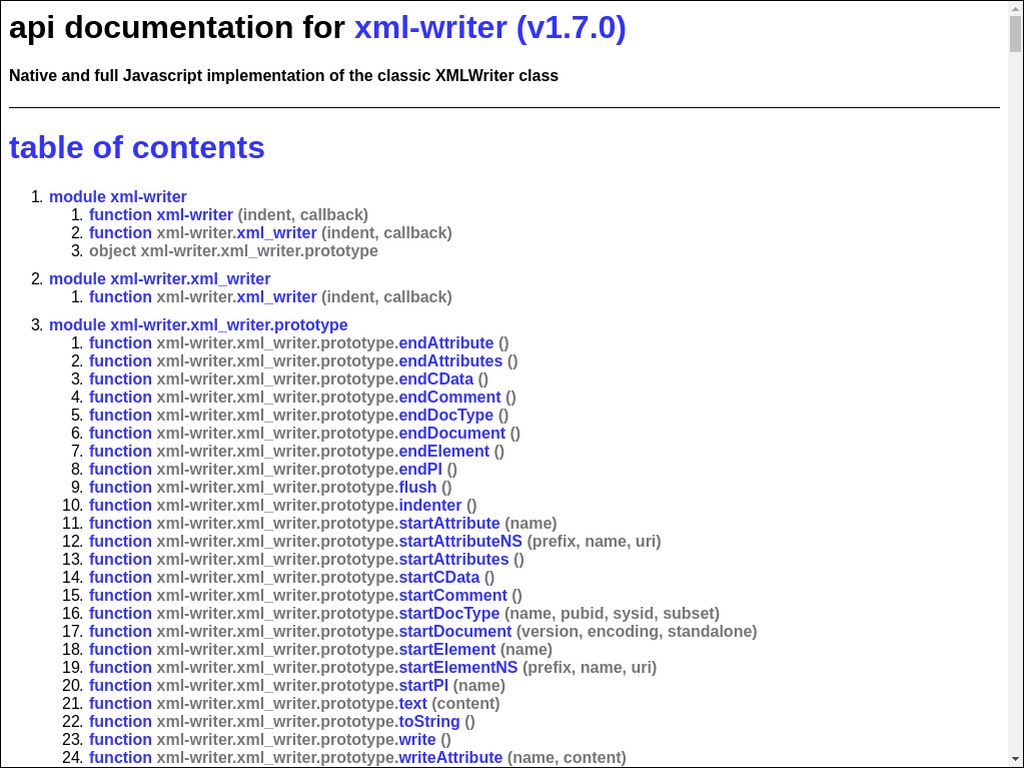 api documentation for xml-writer (v1.7.0)
Native and full Javascript implementation of the classic XMLWriter class
table of contents
1. module xml-writer
1. function xml-writer (indent, callback)
2. function xml-writer.xml_writer (indent, callback)
3. object xml-writer.xml_writer.prototype
2. module xml-writer.xml_writer
1. function xml-writer.xml_writer (indent, callback)
3. module xml-writer.xml_writer.prototype
1. function xml-writer.xml_writer.prototype.endAttribute ()
2. function xml-writer.xml_writer.prototype.endAttributes ()
3. function xml-writer.xml_writer.prototype.endCData ()
4. function xml-writer.xml_writer.prototype.endComment ()
5. function xml-writer.xml_writer.prototype.endDocType ()
6. function xml-writer.xml_writer.prototype.endDocument ()
7. function xml-writer.xml_writer.prototype.endElement ()
8. function xml-writer.xml_writer.prototype.endPI ()
9. function xml-writer.xml_writer.prototype.flush ()
10. function xml-writer.xml_writer.prototype.indenter ()
11. function xml-writer.xml_writer.prototype.startAttribute (name)
12. function xml-writer.xml_writer.prototype.startAttributeNS (prefix, name, uri)
13. function xml-writer.xml_writer.prototype.startAttributes ()
14. function xml-writer.xml_writer.prototype.startCData ()
15. function xml-writer.xml_writer.prototype.startComment ()
16. function xml-writer.xml_writer.prototype.startDocType (name, pubid, sysid, subset)
17. function xml-writer.xml_writer.prototype.startDocument (version, encoding, standalone)
18. function xml-writer.xml_writer.prototype.startElement (name)
19. function xml-writer.xml_writer.prototype.startElementNS (prefix, name, uri)
20. function xml-writer.xml_writer.prototype.startPI (name)
21. function xml-writer.xml_writer.prototype.text (content)
22. function xml-writer.xml_writer.prototype.toString ()
23. function xml-writer.xml_writer.prototype.write ()
24. function xml-writer.xml_writer.prototype.writeAttribute (name, content)